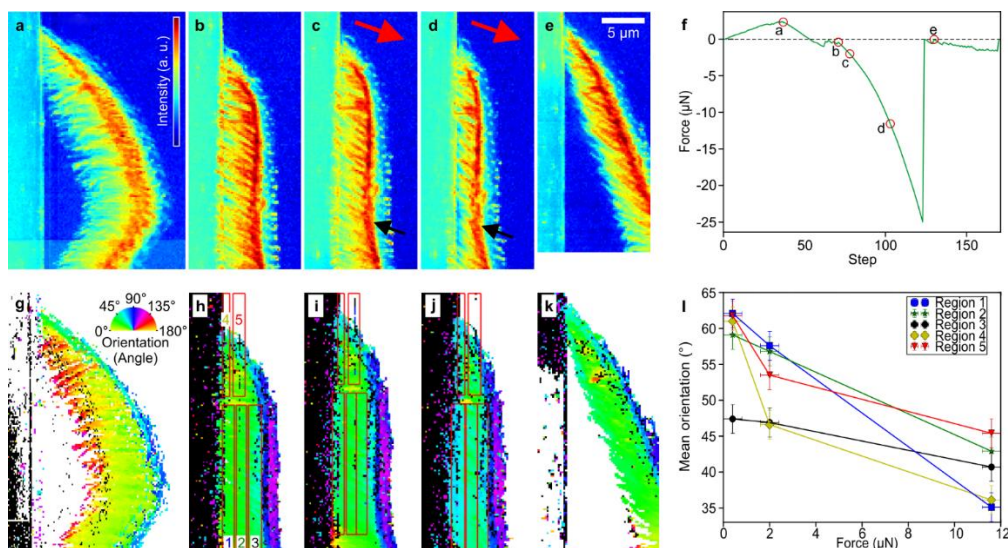 a b c d e
Intensity (a. u.)
5 µm
f
0
-5
-10
-15
-20
-25
Force (µN)
a
b
c
d
e
0 50 100 150
Step
g h i j k
45° 90° 135°
0° 180°
Orientation
(Angle)
4
5
1 2 3
l
65
60
55
50
45
40
35
Mean orientation (°)
Region 1
Region 2
Region 3
Region 4
Region 5
0 2 4 6 8 10 12
Force (µN)